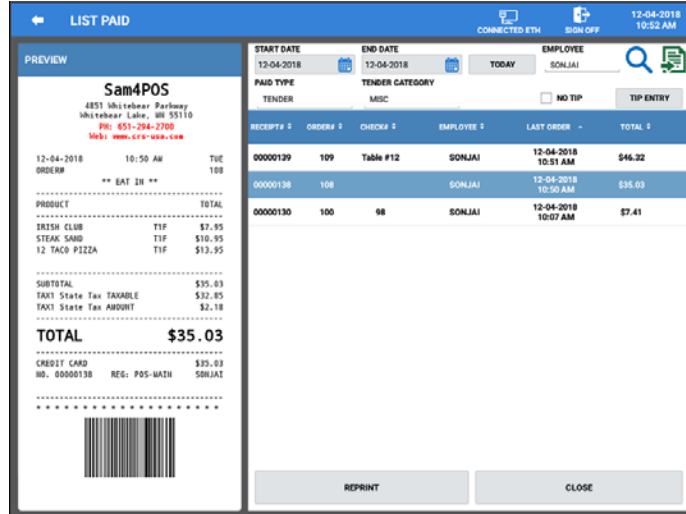 LIST PAID
CONNECTED ETH
SIGN OFF
12-04-2018
10:52 AM
PREVIEW
Sam4POS
4851 Whitebear Parkway
Whitebear Lake, WN 55110
PH: 651-294-2700
Web: www.crs-usa.com
12-04-2018 10:50 AM TUE
ORDER# 108
** EAT IN **
PRODUCT TOTAL
IRISH CLUB T1F $7.95
STEAK SAND T1F $10.95
12 TACO PIZZA T1F $13.95
SUBTOTAL $35.03
TAX1 State Tax TAXABLE $32.85
TAX1 State Tax AMOUNT $2.18
TOTAL $35.03
CREDIT CARD $35.03
NO. 00000138 REG: POS-MAIN SONJAI
START DATE END DATE EMPLOYEE
12-04-2018 12-04-2018 TODAY SONJAI
PAID TYPE TENDER CATEGORY
TENDER MISC NO TIP TIP ENTRY
RECEIPT# ORDER# CHECK# EMPLOYEE LAST ORDER TOTAL
00000139 109 Table #12 SONJAI 12-04-2018 10:51 AM $46.32
00000138 108 SONJAI 12-04-2018 10:50 AM $35.03
00000130 100 98 SONJAI 12-04-2018 10:07 AM $7.41
REPRINT CLOSE